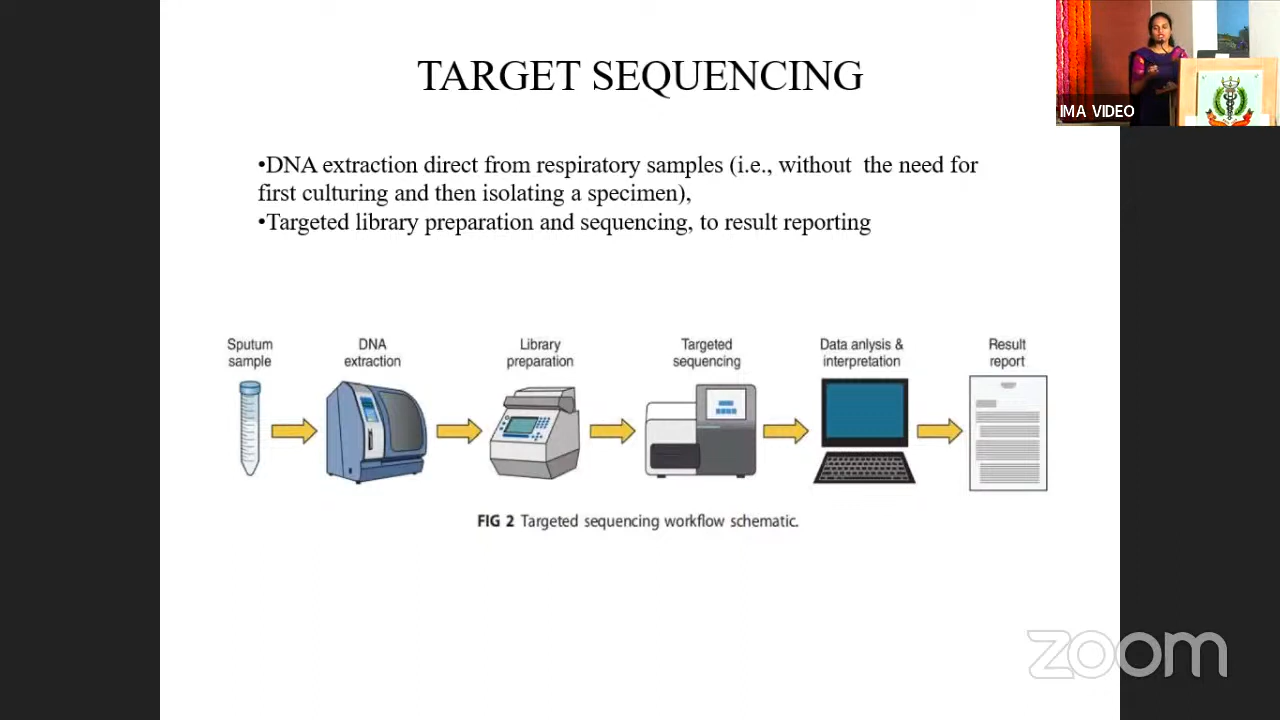 TARGET SEQUENCING
IMA VIDEO
•DNA extraction direct from respiratory samples (i.e., without the need for
first culturing and then isolating a specimen),
•Targeted library preparation and sequencing, to result reporting
Sputum
sample
DNA
extraction
Library
preparation
Targeted
sequencing
Data anlysis &
interpretation
Result
report
FIG 2 Targeted sequencing workflow schematic.
zoom